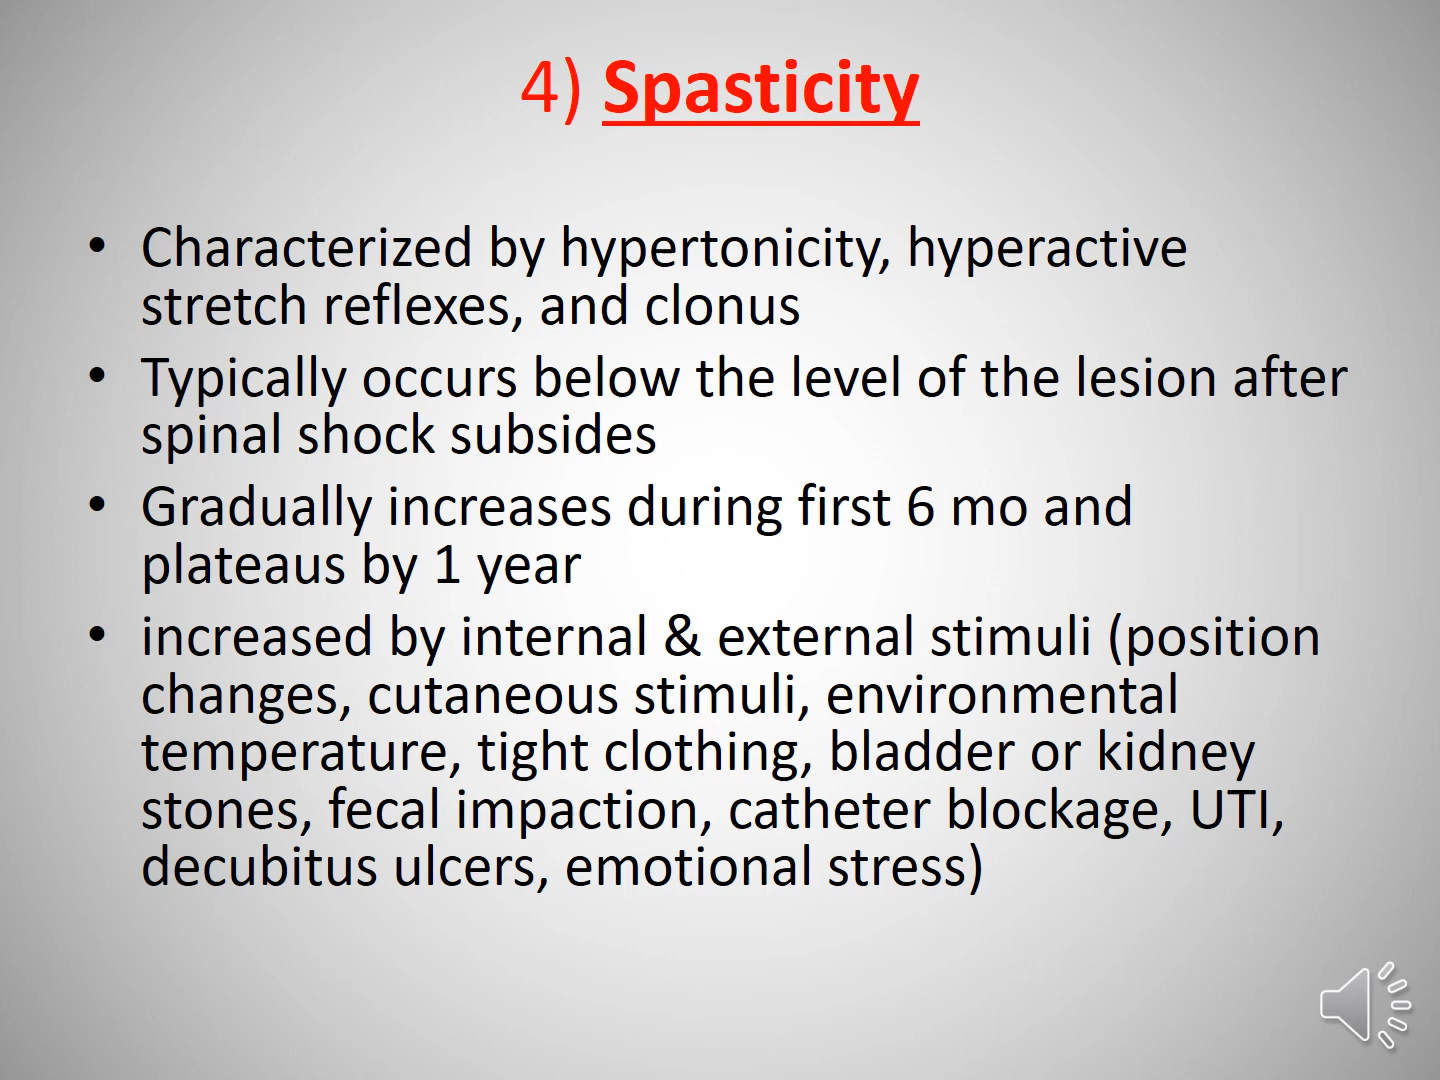 4) Spasticity
• Characterized by hypertonicity, hyperactive
stretch reflexes, and clonus
• Typically occurs below the level of the lesion after
spinal shock subsides
• Gradually increases during first 6 mo and
plateaus by 1 year
• increased by internal & external stimuli (position
changes, cutaneous stimuli, environmental
temperature, tight clothing, bladder or kidney
stones, fecal impaction, catheter blockage, UTI,
decubitus ulcers, emotional stress)